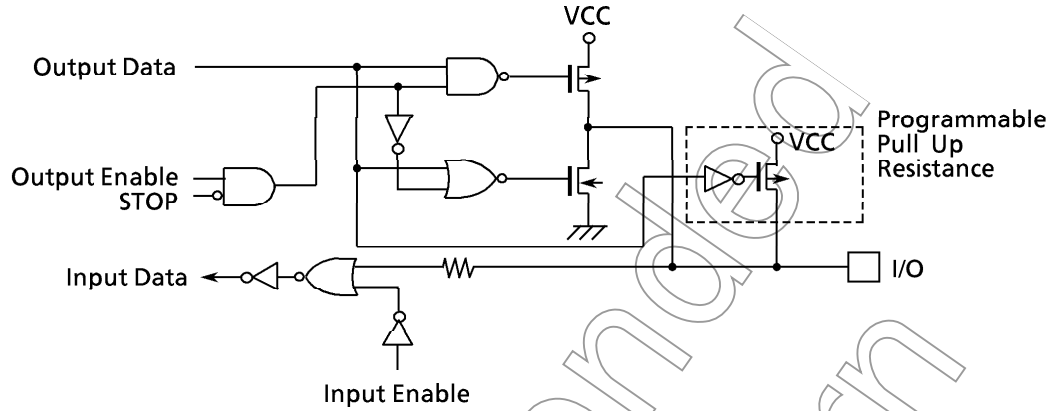 VCC
Output Data
Programmable
Pull Up
Resistance
VCC
Output Enable
STOP
Input Data
I/O
Input Enable